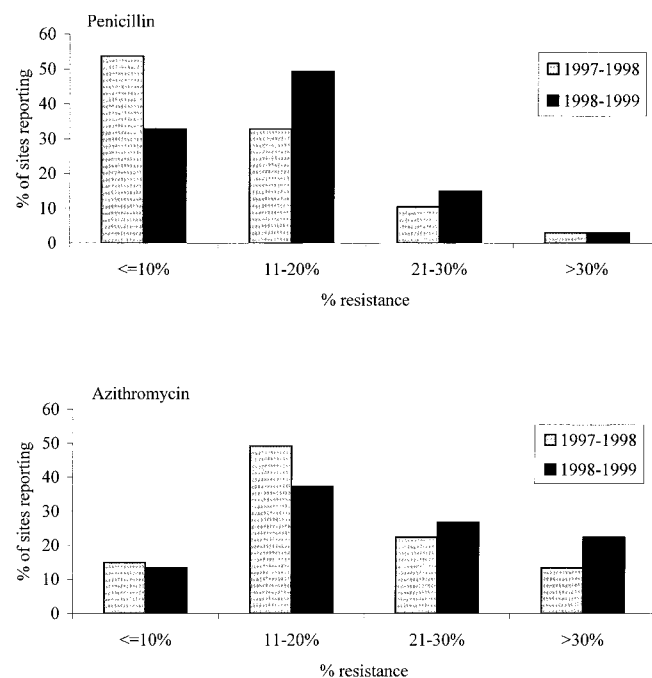 Penicillin
60
50
40
30
20
10
0
% of sites reporting
1997-1998
1998-1999
<=10% 11-20% 21-30% >30%
% resistance
Azithromycin
60
50
40
30
20
10
0
% of sites reporting
1997-1998
1998-1999
<=10% 11-20% 21-30% >30%
% resistance